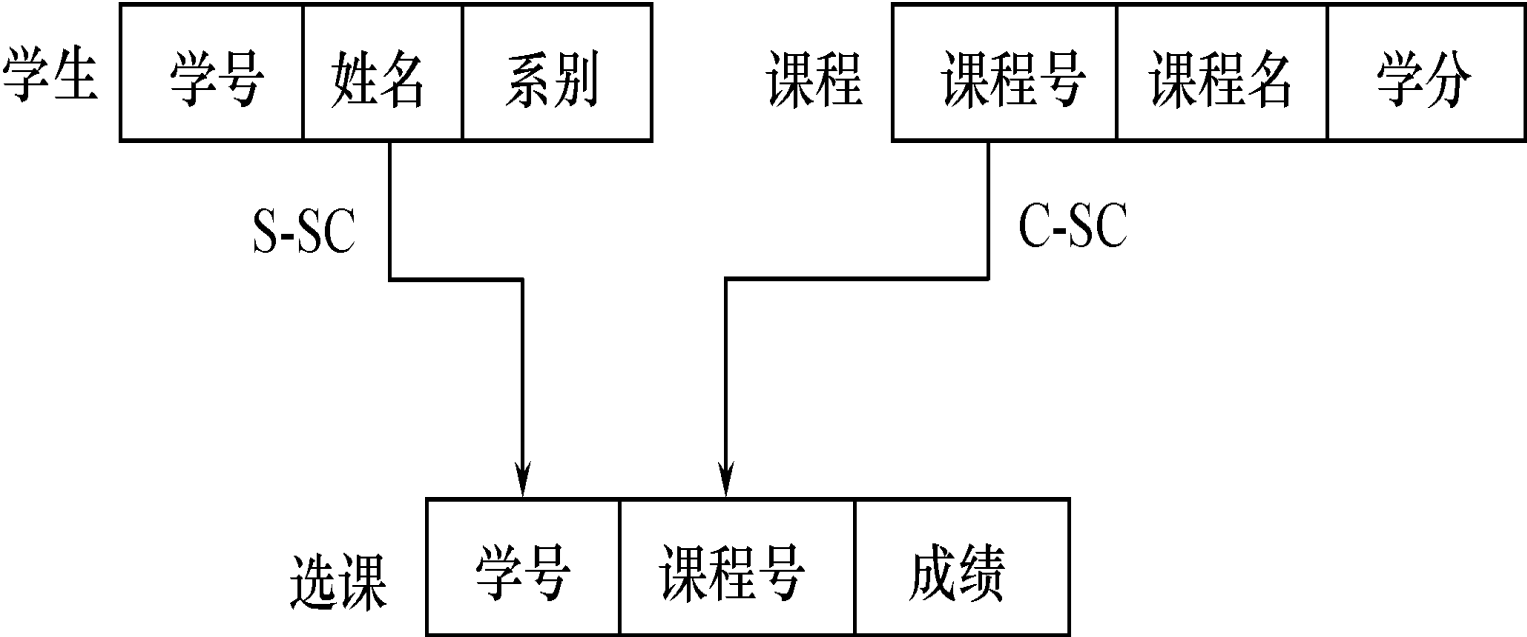 学生 学号 姓名 系别 课程 课程号 课程名 学分
S-SC C-SC
选课 学号 课程号 成绩